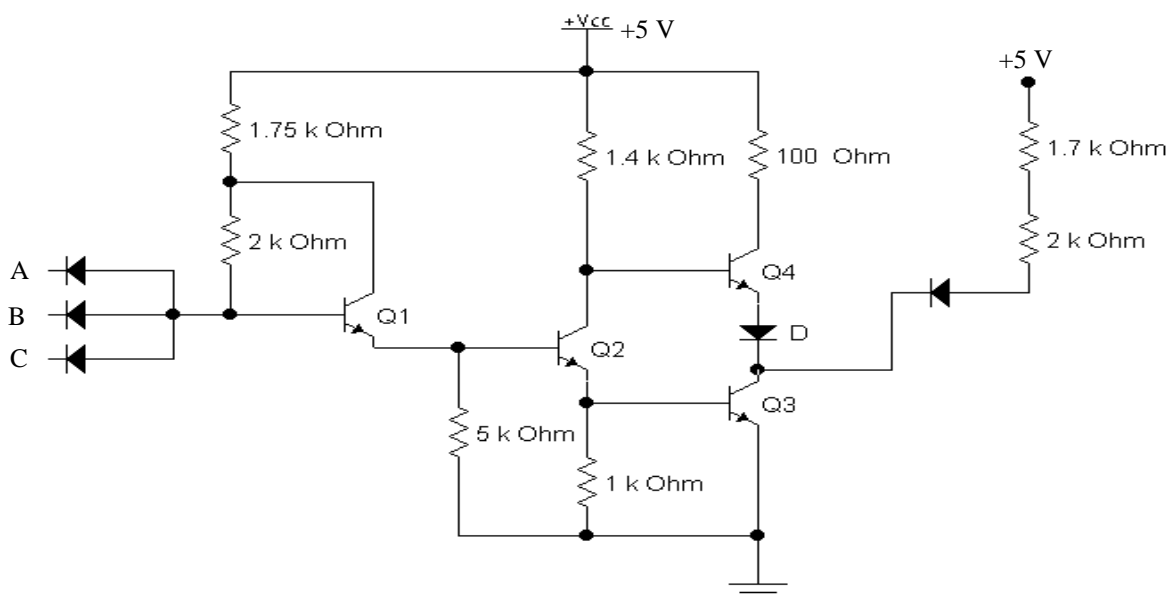 +Vcc +5 V
+5 V
1.75 k Ohm
1.4 k Ohm
100 Ohm
1.7 k Ohm
2 k Ohm
2 k Ohm
A
Q4
B
Q1
D
C
Q2
Q3
5 k Ohm
1 k Ohm